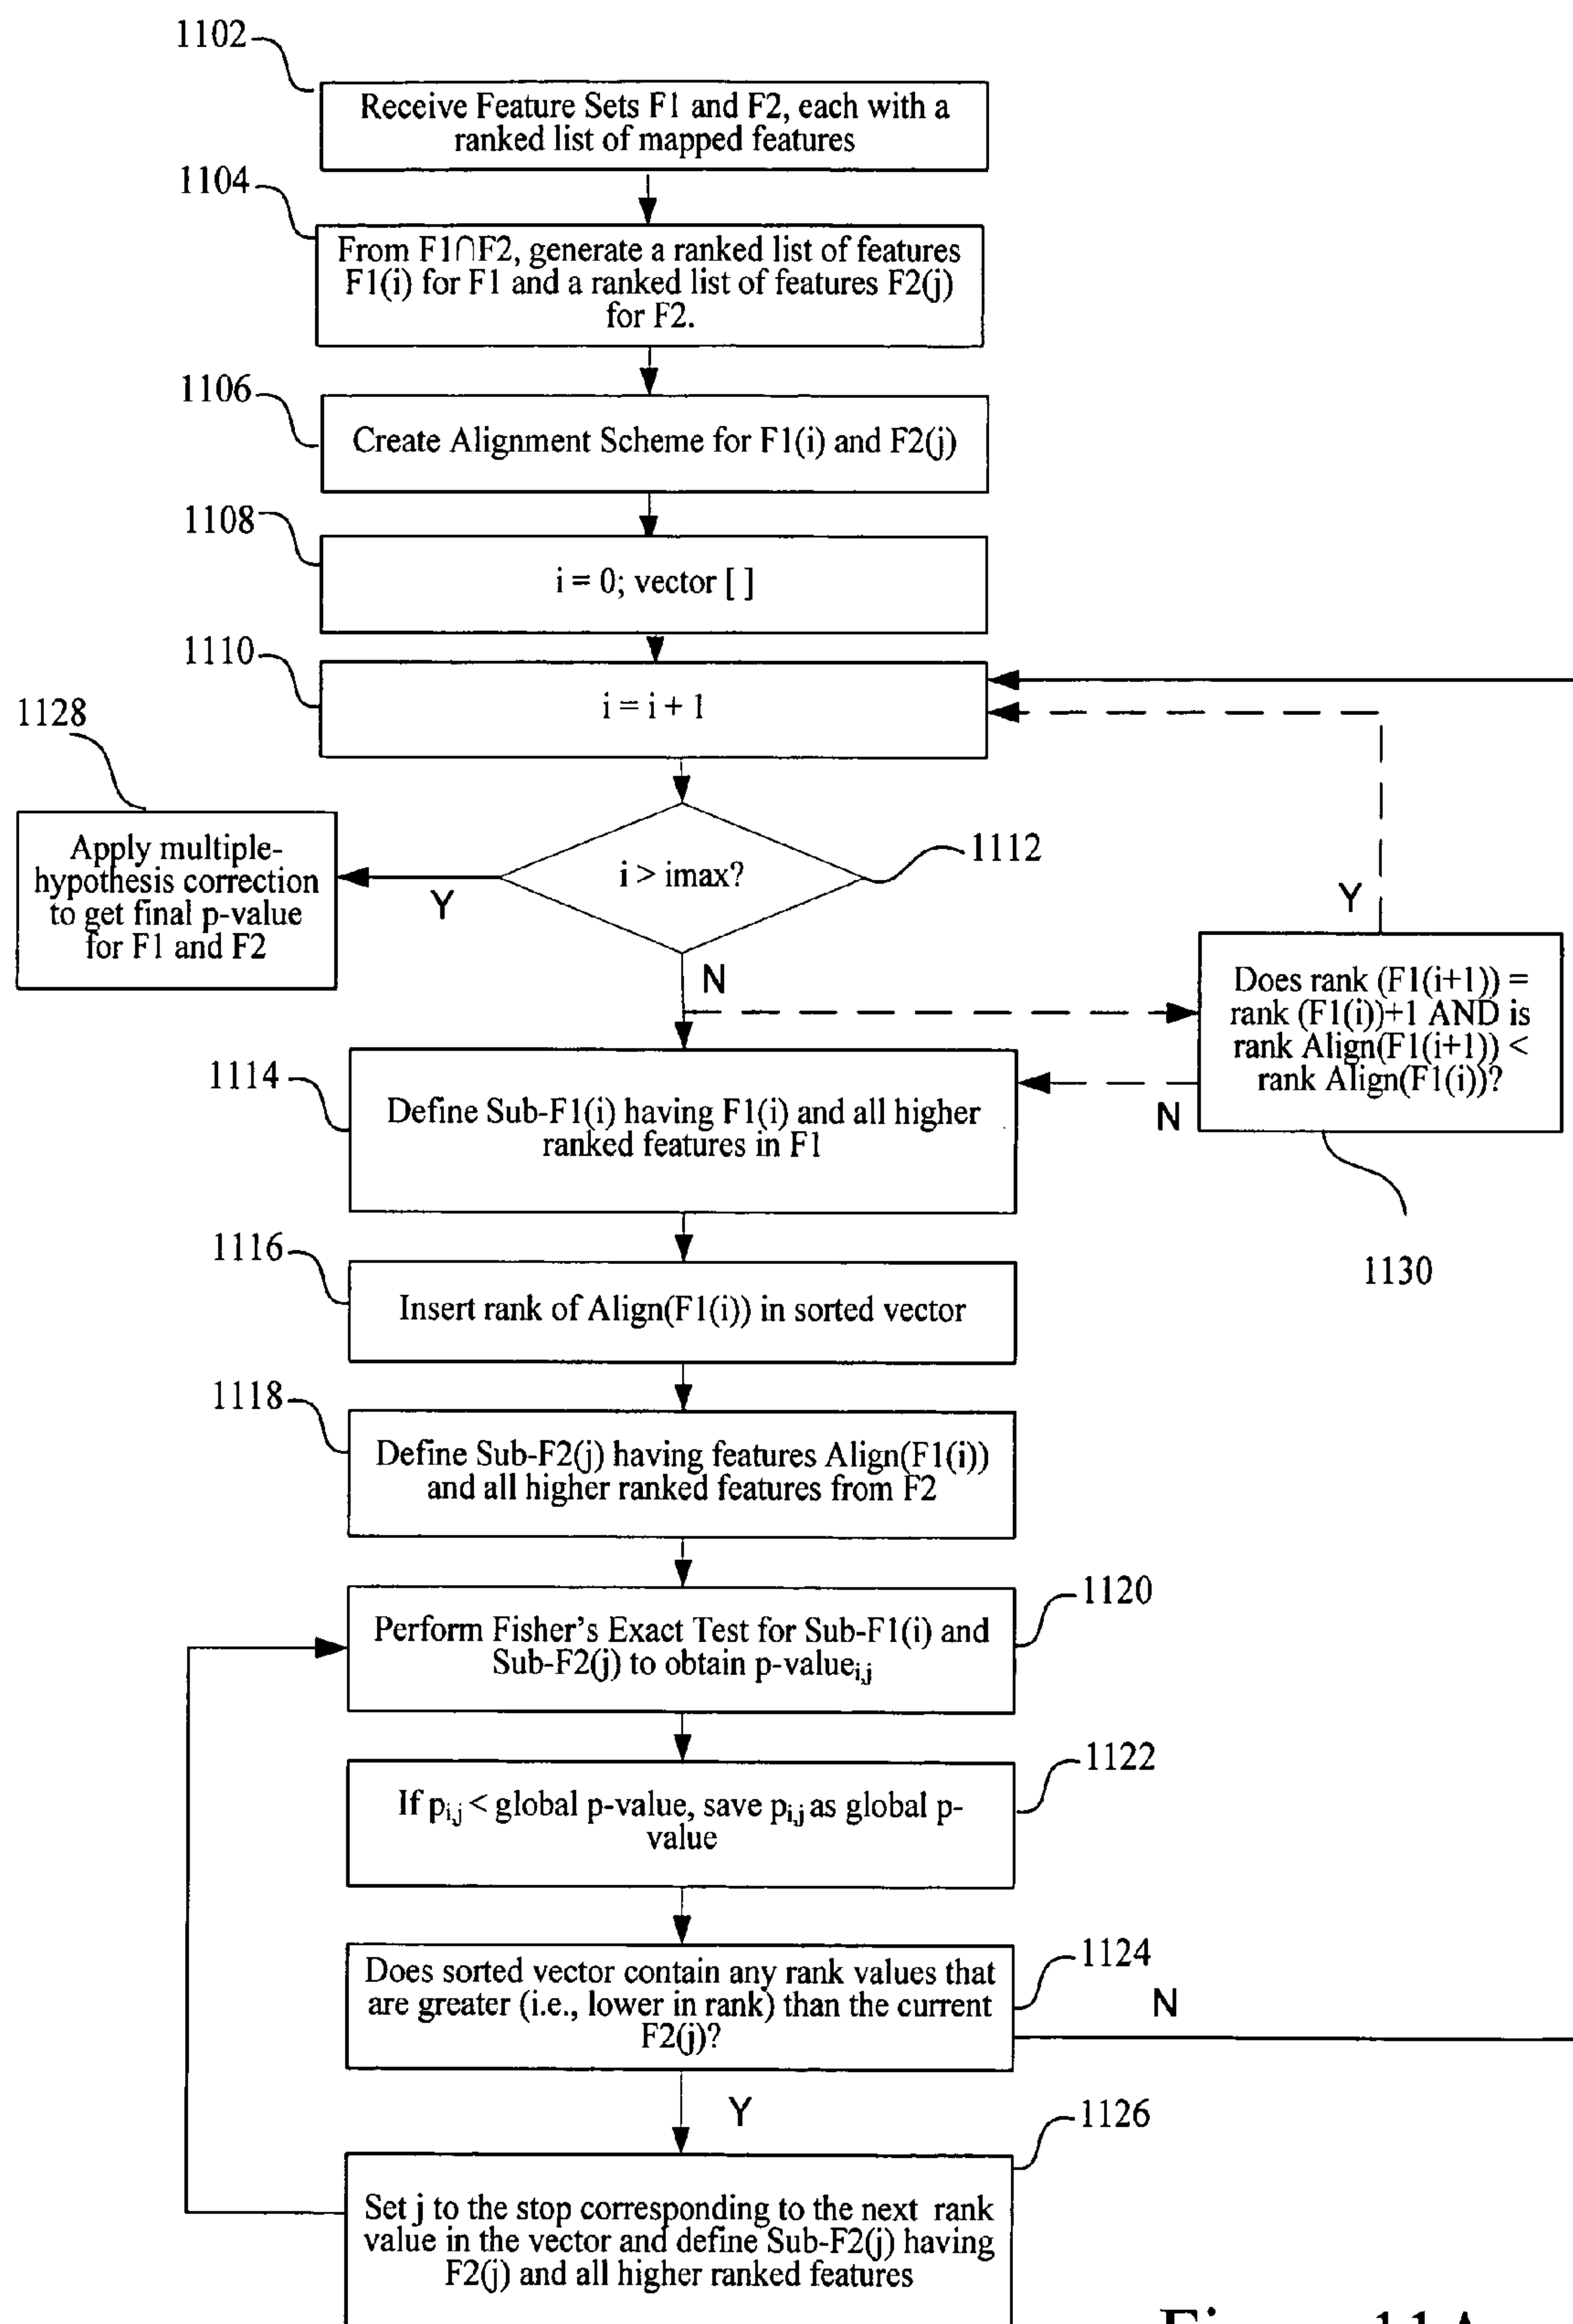 1102
Receive Feature Sets F1 and F2, each with a
ranked list of mapped features
1104
From F1∩F2, generate a ranked list of features
F1(i) for F1 and a ranked list of features F2(j)
for F2.
1106
Create Alignment Scheme for F1(i) and F2(j)
1108
i = 0; vector [ ]
1110
i = i + 1
1128
Apply multiple-
hypothesis correction
to get final p-value
for F1 and F2
Y
i > imax?
1112
N
Y
Does rank (F1(i+1)) =
rank (F1(i))+1 AND is
rank Align(F1(i+1)) <
rank Align(F1(i))?
N
1130
1114
Define Sub-F1(i) having F1(i) and all higher
ranked features in F1
1116
Insert rank of Align(F1(i)) in sorted vector
1118
Define Sub-F2(j) having features Align(F1(i))
and all higher ranked features from F2
1120
Perform Fisher's Exact Test for Sub-F1(i) and
Sub-F2(j) to obtain p-valuei,j
1122
If pi,j < global p-value, save pi,j as global p-
value
1124
Does sorted vector contain any rank values that
are greater (i.e., lower in rank) than the current
F2(j)?
N
Y
1126
Set j to the stop corresponding to the next rank
value in the vector and define Sub-F2(j) having
F2(j) and all higher ranked features